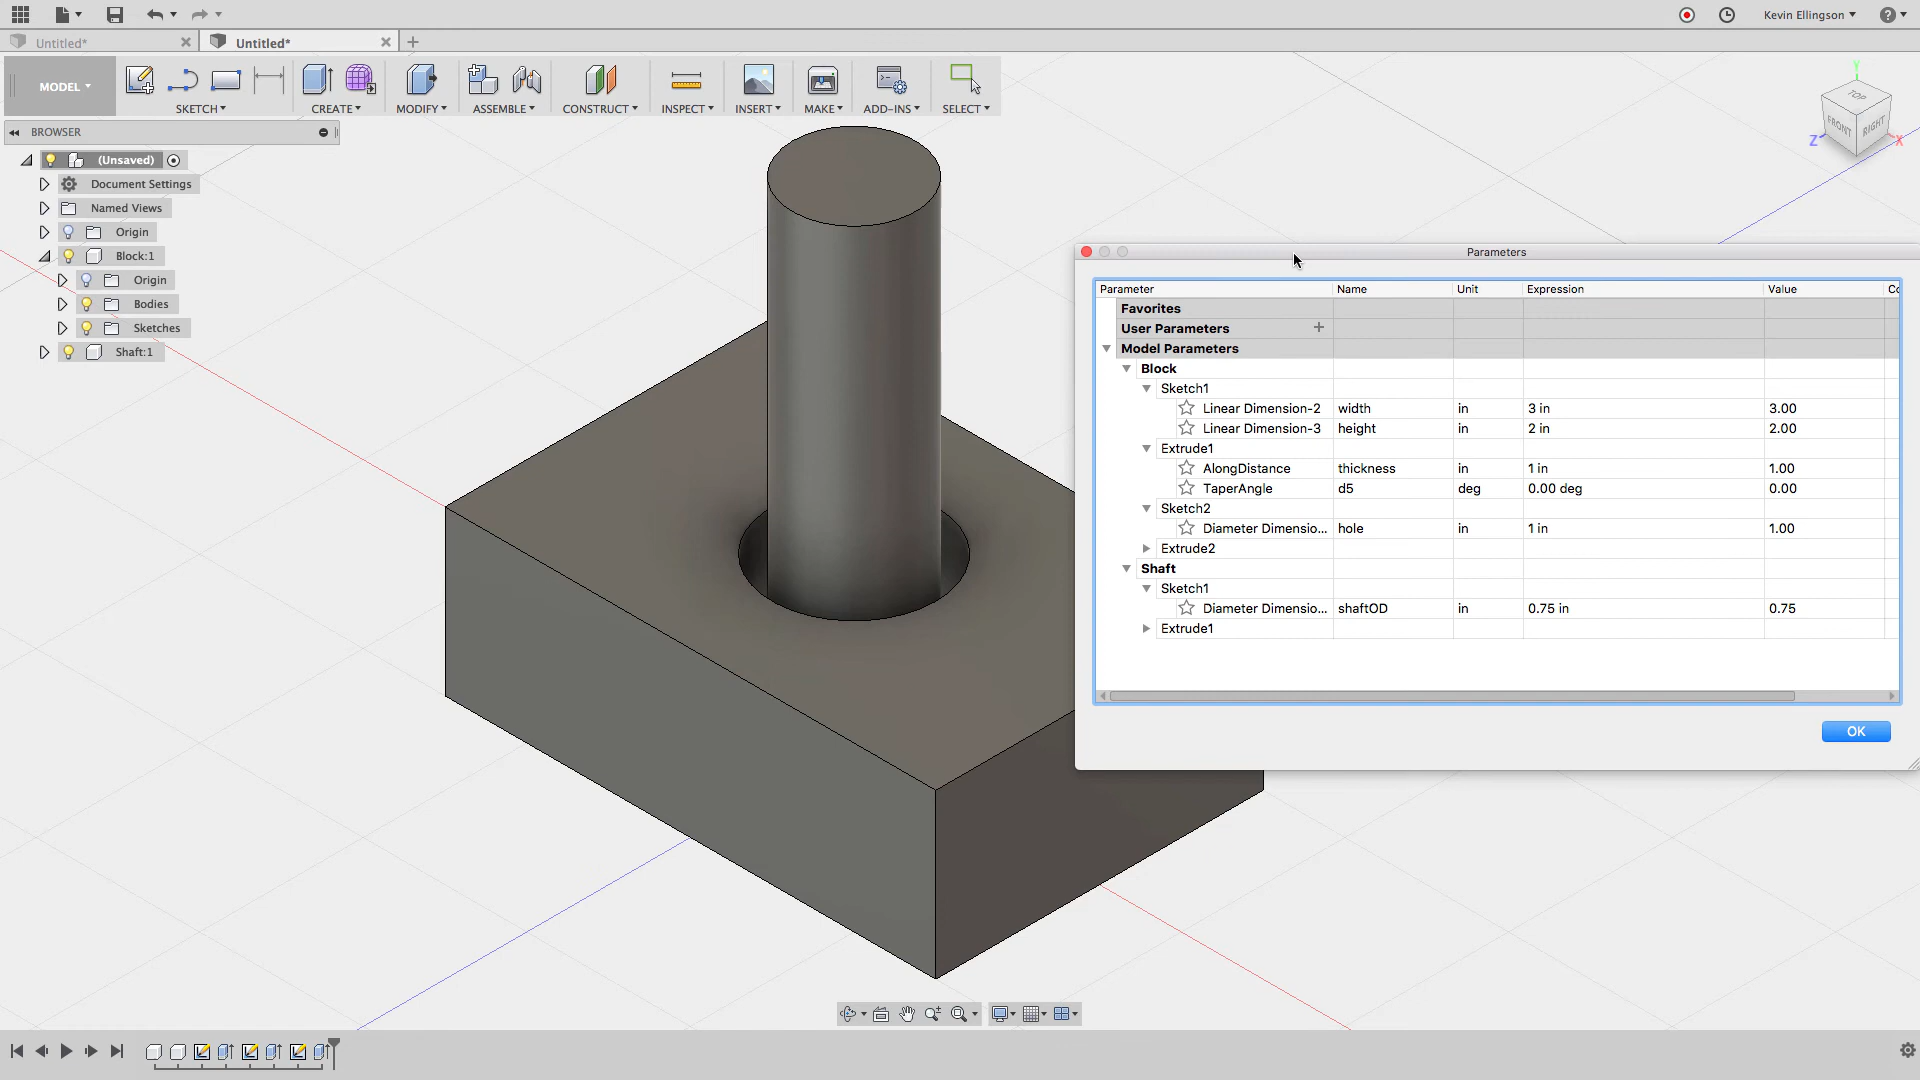 Kevin Ellingson
Untitled*
Untitled*
MODEL
SKETCH
CREATE
MODIFY
ASSEMBLE
CONSTRUCT
INSPECT
INSERT
MAKE
ADD-INS
SELECT
BROWSER
(Unsaved)
Document Settings
Named Views
Origin
Block:1
Origin
Bodies
Sketches
Shaft:1
Y
TOP
FRONT
RIGHT
Z
X
Parameters
Parameter Name Unit Expression Value Co
Favorites
User Parameters +
Model Parameters
Block
Sketch1
Linear Dimension-2 width in 3 in 3.00
Linear Dimension-3 height in 2 in 2.00
Extrude1
AlongDistance thickness in 1 in 1.00
TaperAngle d5 deg 0.00 deg 0.00
Sketch2
Diameter Dimensio... hole in 1 in 1.00
Extrude2
Shaft
Sketch1
Diameter Dimensio... shaftOD in 0.75 in 0.75
Extrude1
OK